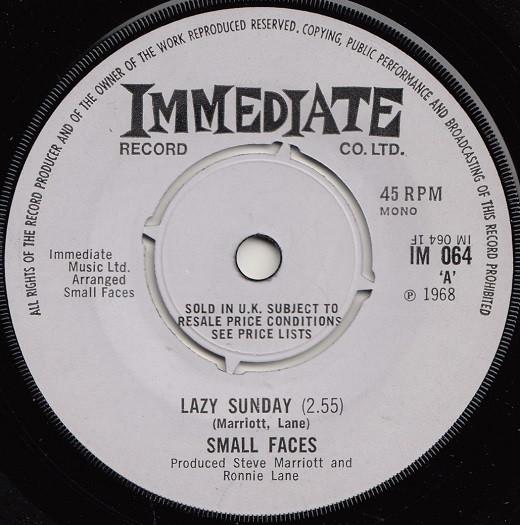 ALL RIGHTS OF THE RECORD PRODUCER AND OF THE OWNER OF THE WORK REPRODUCED RESERVED. COPYING, PUBLIC PERFORMANCE AND BROADCASTING OF THIS RECORD PROHIBITED
IMMEDIATE
RECORD CO. LTD.
45 RPM
MONO
IM 064 1F
IM 064
'A'
℗ 1968
Immediate
Music Ltd.
Arranged
Small Faces
SOLD IN U.K. SUBJECT TO
RESALE PRICE CONDITIONS
SEE PRICE LISTS
LAZY SUNDAY (2.55)
(Marriott, Lane)
SMALL FACES
Produced Steve Marriott and
Ronnie Lane